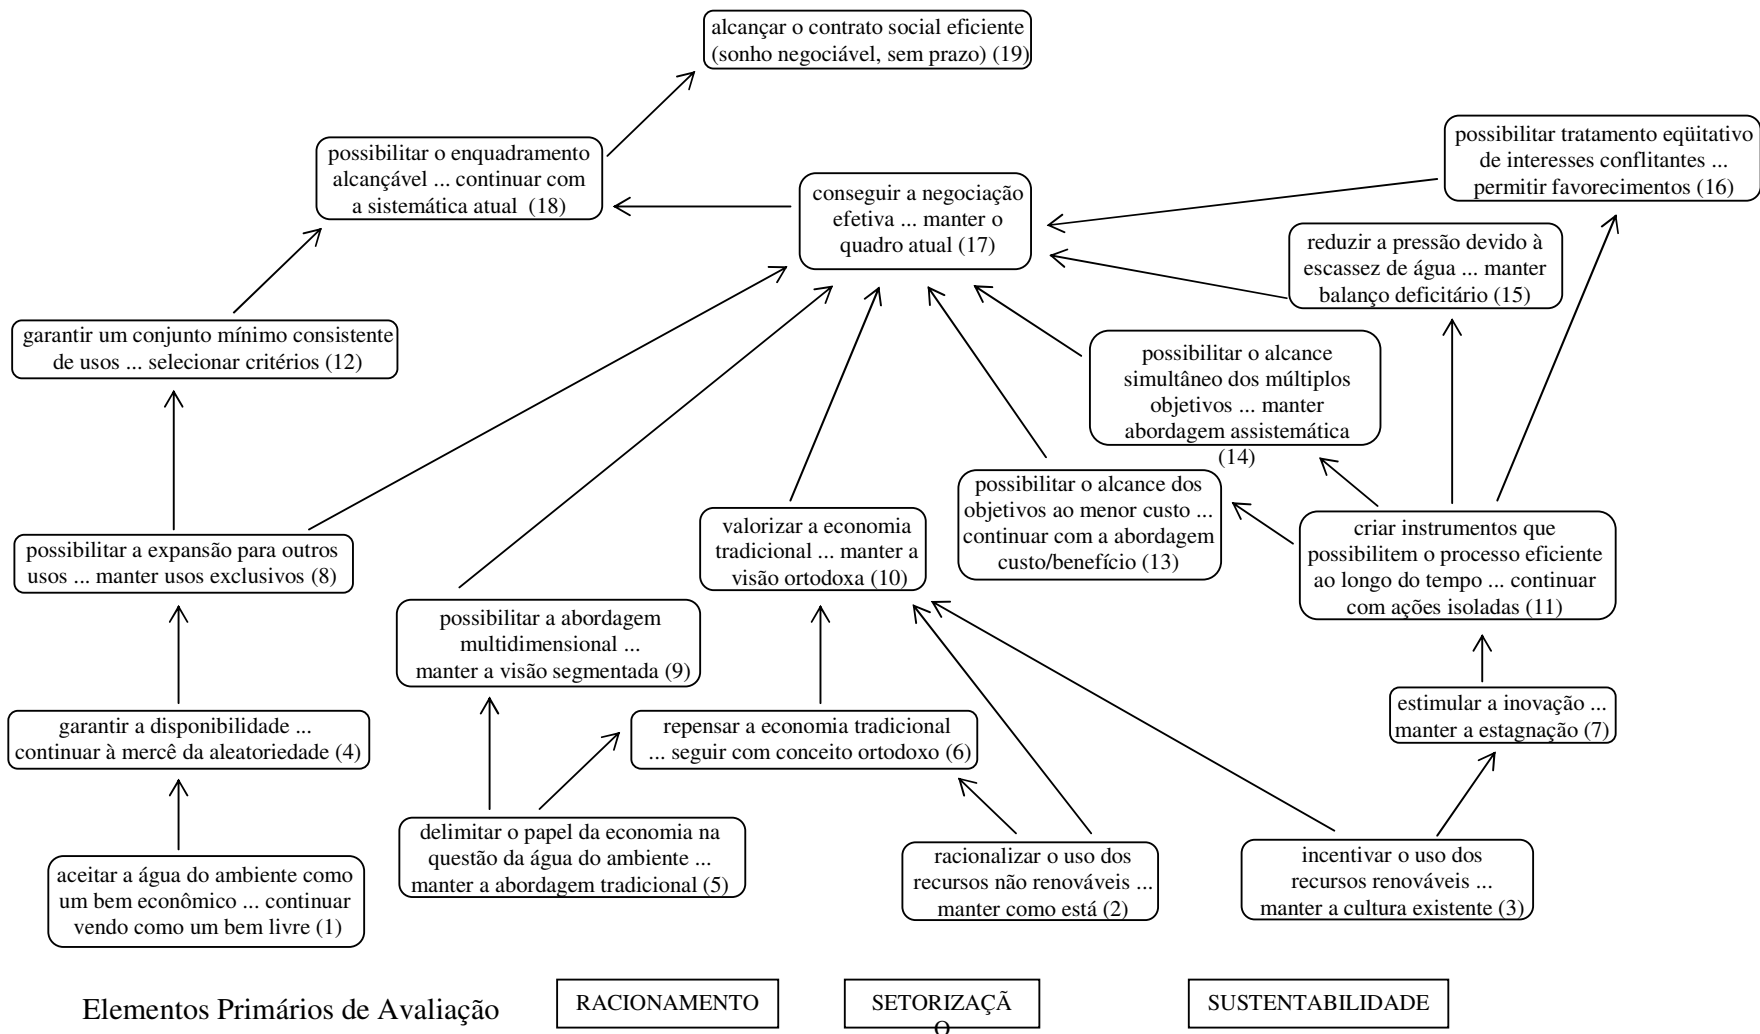 alcançar o contrato social eficiente
(sonho negociável, sem prazo) (19)
possibilitar o enquadramento
alcançável ... continuar com
a sistemática atual (18)
conseguir a negociação
efetiva ... manter o
quadro atual (17)
possibilitar tratamento eqüitativo
de interesses conflitantes ...
permitir favorecimentos (16)
reduzir a pressão devido à
escassez de água ... manter
balanço deficitário (15)
garantir um conjunto mínimo consistente
de usos ... selecionar critérios (12)
possibilitar o alcance
simultâneo dos múltiplos
objetivos ... manter
abordagem assistemática
(14)
possibilitar o alcance dos
objetivos ao menor custo ...
continuar com a abordagem
custo/benefício (13)
valorizar a economia
tradicional ... manter a
visão ortodoxa (10)
criar instrumentos que
possibilitem o processo eficiente
ao longo do tempo ... continuar
com ações isoladas (11)
possibilitar a expansão para outros
usos ... manter usos exclusivos (8)
possibilitar a abordagem
multidimensional ...
manter a visão segmentada (9)
garantir a disponibilidade ...
continuar à mercê da aleatoriedade (4)
repensar a economia tradicional
... seguir com conceito ortodoxo (6)
estimular a inovação ...
manter a estagnação (7)
aceitar a água do ambiente como
um bem econômico ... continuar
vendo como um bem livre (1)
delimitar o papel da economia na
questão da água do ambiente ...
manter a abordagem tradicional (5)
racionalizar o uso dos
recursos não renováveis ...
manter como está (2)
incentivar o uso dos
recursos renováveis ...
manter a cultura existente (3)
Elementos Primários de Avaliação
RACIONAMENTO
SETORIZAÇÃ
O
SUSTENTABILIDADE